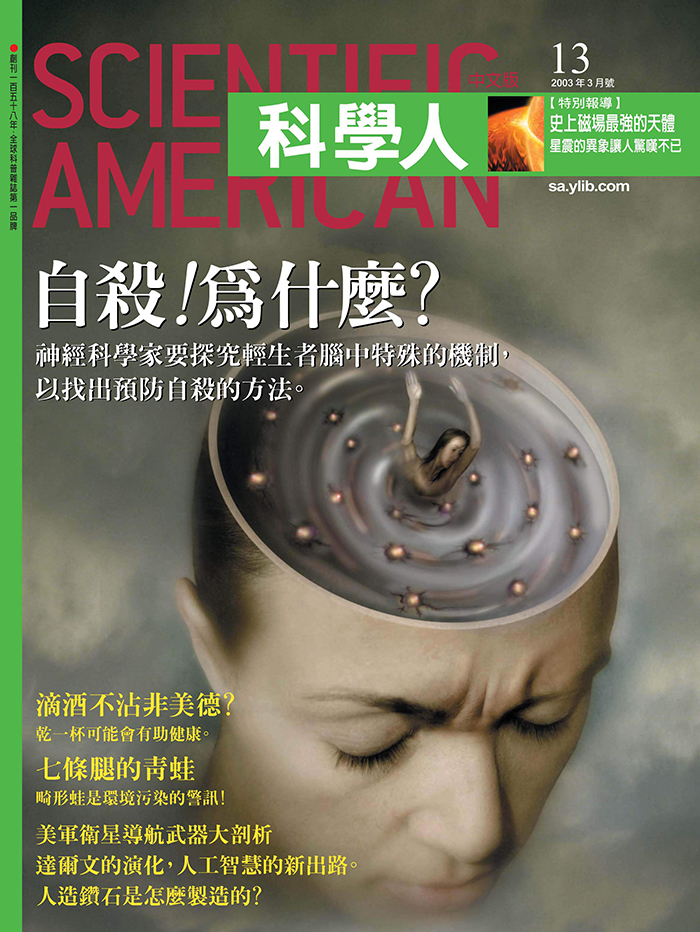 創刊一百五十八年‧全球科普雜誌第一品牌
SCIENTIFIC
中文版
AMERICAN
科學人
13
2003年3月號
【特別報導】
史上磁場最強的天體
星震的異象讓人驚嘆不已
sa.ylib.com
自殺!爲什麼?
神經科學家要探究輕生者腦中特殊的機制,
以找出預防自殺的方法。
滴酒不沾非美德?
乾一杯可能會有助健康。
七條腿的青蛙
畸形蛙是環境污染的警訊!
美軍衛星導航武器大剖析
達爾文的演化,人工智慧的新出路。
人造鑽石是怎麼製造的?